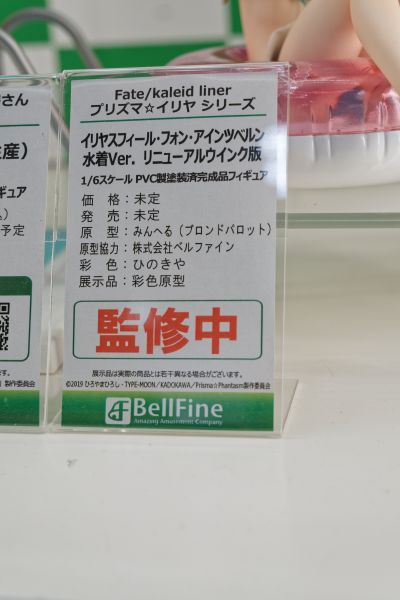 さん
Fate/kaleid liner
プリズマ☆イリヤ シリーズ
産）
イリヤスフィール・フォン・アインツベルン
水着Ver. リニューアルウインク版
ギュア
1/6スケール PVC製塗装済完成品フィギュア
価　格：未定
予定
発　売：未定
原　型：みんへる（ブロンドパロット）
原型協力：株式会社ベルファイン
彩　色：ひのきや
展示品：彩色原型
監修中
展示品は実際の商品とは若干異なる場合がございます。
す。
©2019 ひろやまひろし・TYPE-MOON／KADOKAWA／Prisma☆Phantasm製作委員会
製作委員会
BellFine
Amazing Amusement Company